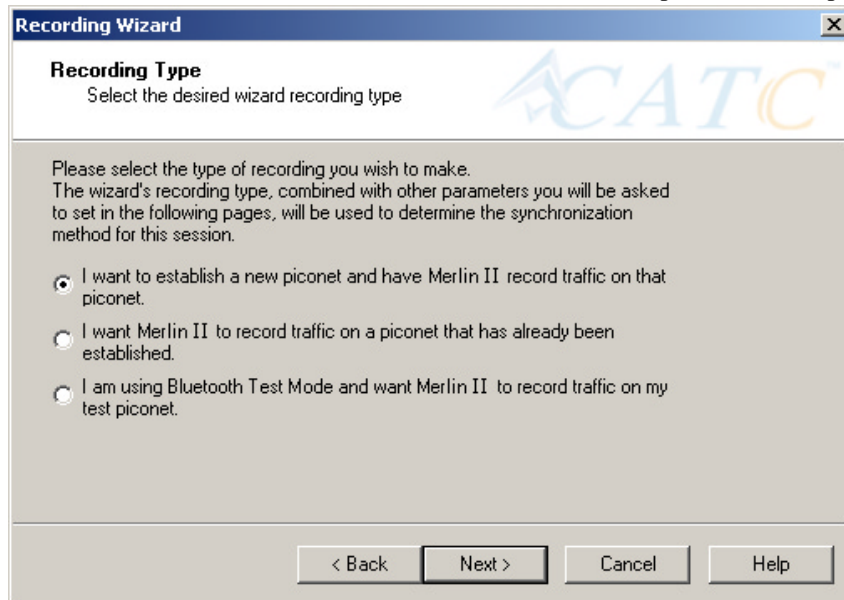 Recording Wizard
Recording Type
Select the desired wizard recording type
CATC
Please select the type of recording you wish to make.
The wizard's recording type, combined with other parameters you will be asked
to set in the following pages, will be used to determine the synchronization
method for this session.
I want to establish a new piconet and have Merlin II record traffic on that
piconet.
I want Merlin II to record traffic on a piconet that has already been
established.
I am using Bluetooth Test Mode and want Merlin II to record traffic on my
test piconet.
< Back
Next >
Cancel
Help